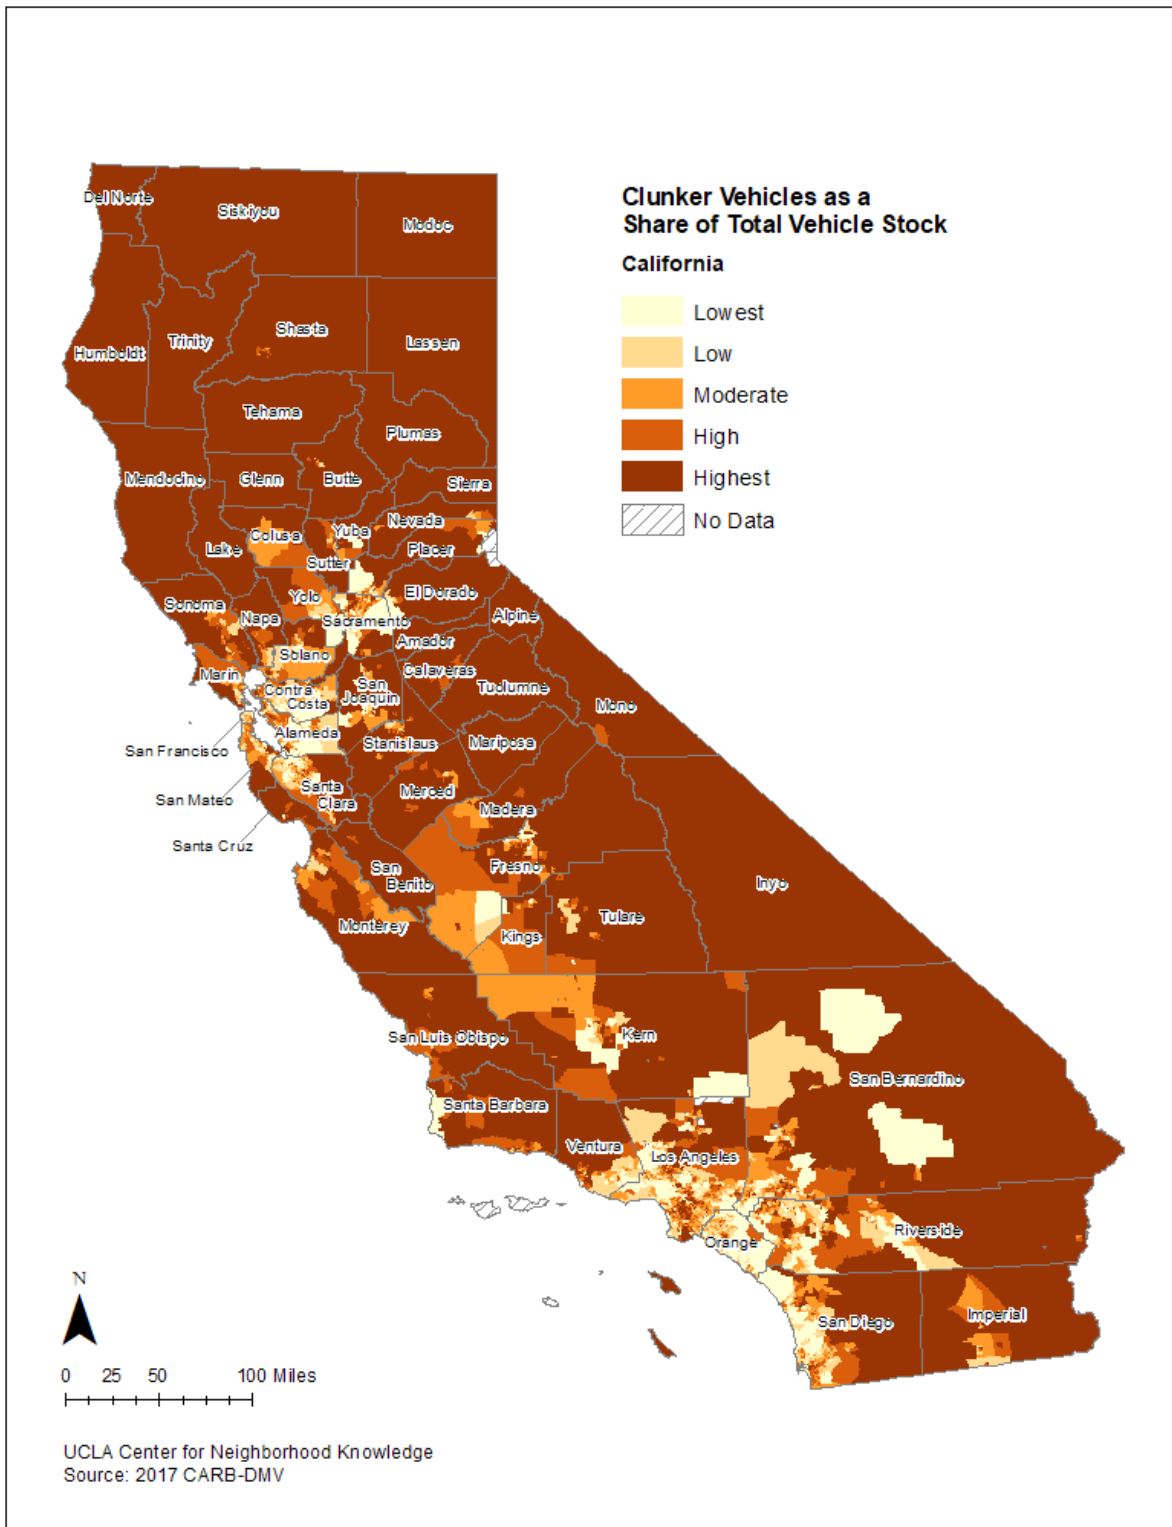 Clunker Vehicles as a
Share of Total Vehicle Stock
California
Lowest
Low
Moderate
High
Highest
No Data
Del Norte
Siskiyou
Modoc
Humboldt
Trinity
Shasta
Lassen
Tehama
Plumas
Mendocino
Glenn
Butte
Sierra
Colusa
Yuba
Nevada
Lake
Sutter
Placer
Sonoma
Napa
Yolo
Sacramento
El Dorado
Alpine
Amador
Marin
Solano
Calaveras
Contra
Costa
San
Joaquin
Tuolumne
Mono
Alameda
San Francisco
Stanislaus
Mariposa
San Mateo
Santa
Clara
Merced
Madera
Santa Cruz
San
Benito
Fresno
Inyo
Monterey
Kings
Tulare
San Luis Obispo
Kern
San Bernardino
Santa Barbara
Ventura
Los Angeles
Orange
Riverside
San Diego
Imperial
N
0 25 50 100 Miles
UCLA Center for Neighborhood Knowledge
Source: 2017 CARB-DMV